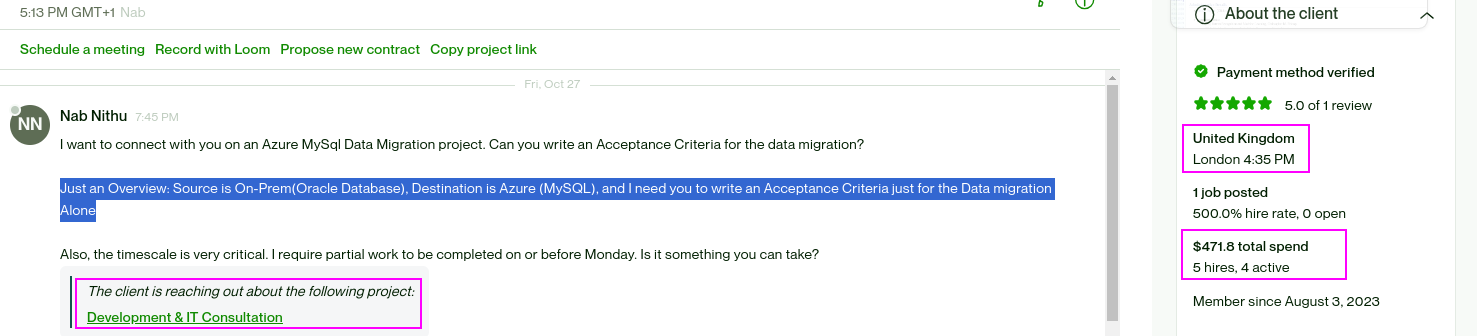 5:13 PM GMT+1 Nab
Schedule a meeting Record with Loom Propose new contract Copy project link
Fri, Oct 27
NN
Nab Nithu 7:45 PM
I want to connect with you on an Azure MySql Data Migration project. Can you write an Acceptance Criteria for the data migration?
Just an Overview: Source is On-Prem(Oracle Database), Destination is Azure (MySQL), and I need you to write an Acceptance Criteria just for the Data migration
Alone
Also, the timescale is very critical. I require partial work to be completed on or before Monday. Is it something you can take?
The client is reaching out about the following project:
Development & IT Consultation
About the client
Payment method verified
5.0 of 1 review
United Kingdom
London 4:35 PM
1 job posted
500.0% hire rate, 0 open
$471.8 total spend
5 hires, 4 active
Member since August 3, 2023